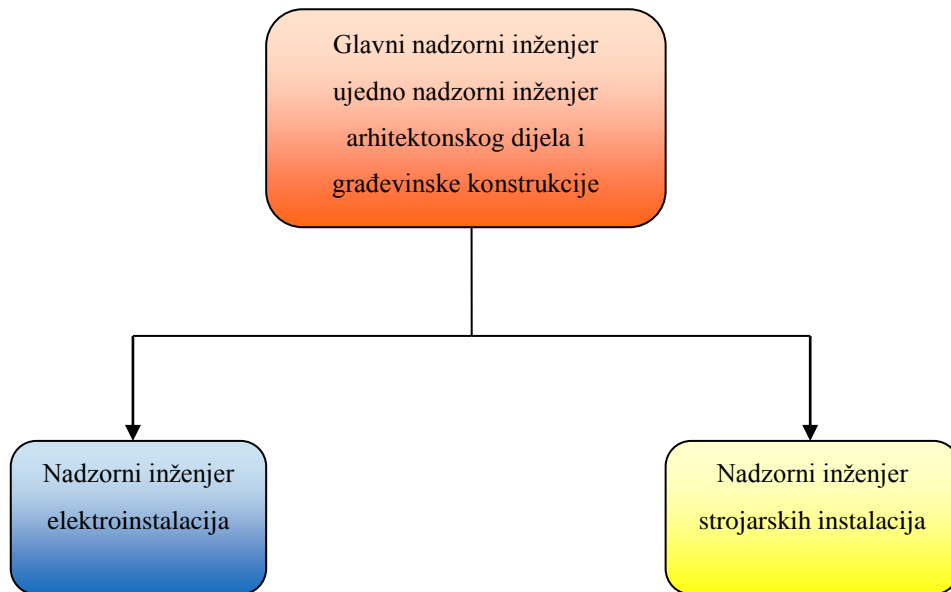 Glavni nadzorni inženjer
ujedno nadzorni inženjer
arhitektonskog dijela i
građevinske konstrukcije
Nadzorni inženjer
elektroinstalacija
Nadzorni inženjer
strojarskih instalacija